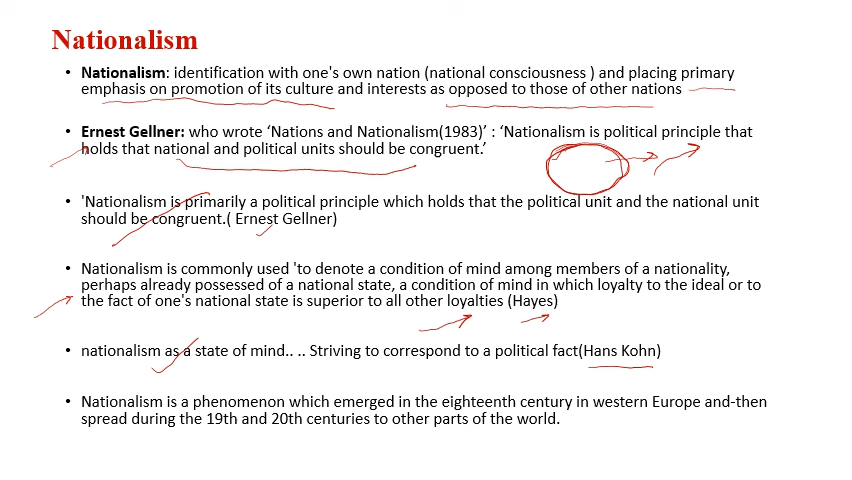 Nationalism
• Nationalism: identification with one's own nation (national consciousness ) and placing primary
emphasis on promotion of its culture and interests as opposed to those of other nations
• Ernest Gellner: who wrote ‘Nations and Nationalism(1983)’ : ‘Nationalism is political principle that
holds that national and political units should be congruent.’
• 'Nationalism is primarily a political principle which holds that the political unit and the national unit
should be congruent.( Ernest Gellner)
• Nationalism is commonly used 'to denote a condition of mind among members of a nationality,
perhaps already possessed of a national state, a condition of mind in which loyalty to the ideal or to
the fact of one's national state is superior to all other loyalties (Hayes)
• nationalism as a state of mind.. .. Striving to correspond to a political fact(Hans Kohn)
• Nationalism is a phenomenon which emerged in the eighteenth century in western Europe and-then
spread during the 19th and 20th centuries to other parts of the world.